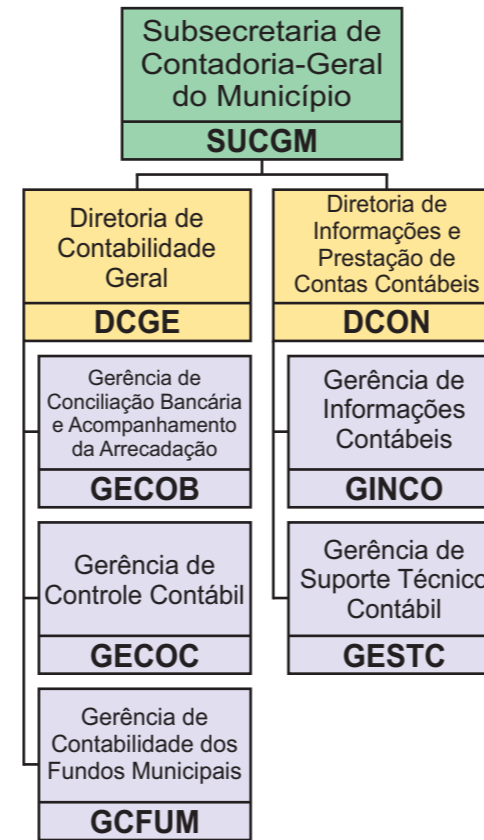 Subsecretaria de
Contadoria-Geral
do Município
SUCGM
Diretoria de
Contabilidade
Geral
DCGE
Gerência de
Conciliação Bancária
e Acompanhamento
da Arrecadação
GECOB
Gerência de
Controle Contábil
GECOC
Gerência de
Contabilidade dos
Fundos Municipais
GCFUM
Diretoria de
Informações e
Prestação de
Contas Contábeis
DCON
Gerência de
Informações
Contábeis
GINCO
Gerência de
Suporte Técnico
Contábil
GESTC